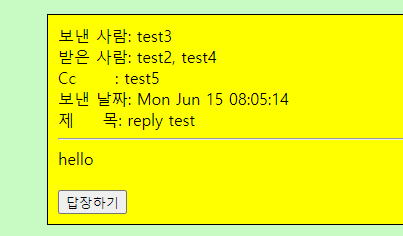 보낸 사람: test3
받은 사람: test2, test4
Cc : test5
보낸 날짜: Mon Jun 15 08:05:14
제 목: reply test
hello
답장하기